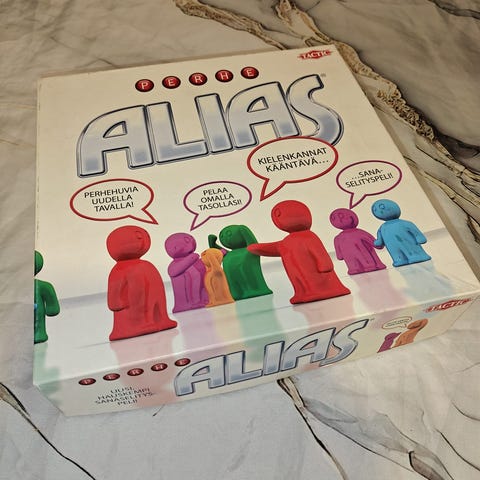 TACTIC
PERHE
ALIAS
PERHEHUVIA
UUDELLA
TAVALLA!
PELAA
OMALLA
TASOLLASI!
KIELENKANNAT
KÄÄNTÄVÄ...
...SANA-
SELITYSPELI!
TACTIC
PERHE
ALIAS
UUSI,
HAUSKEMPI
SANASELITYS-
PELI!